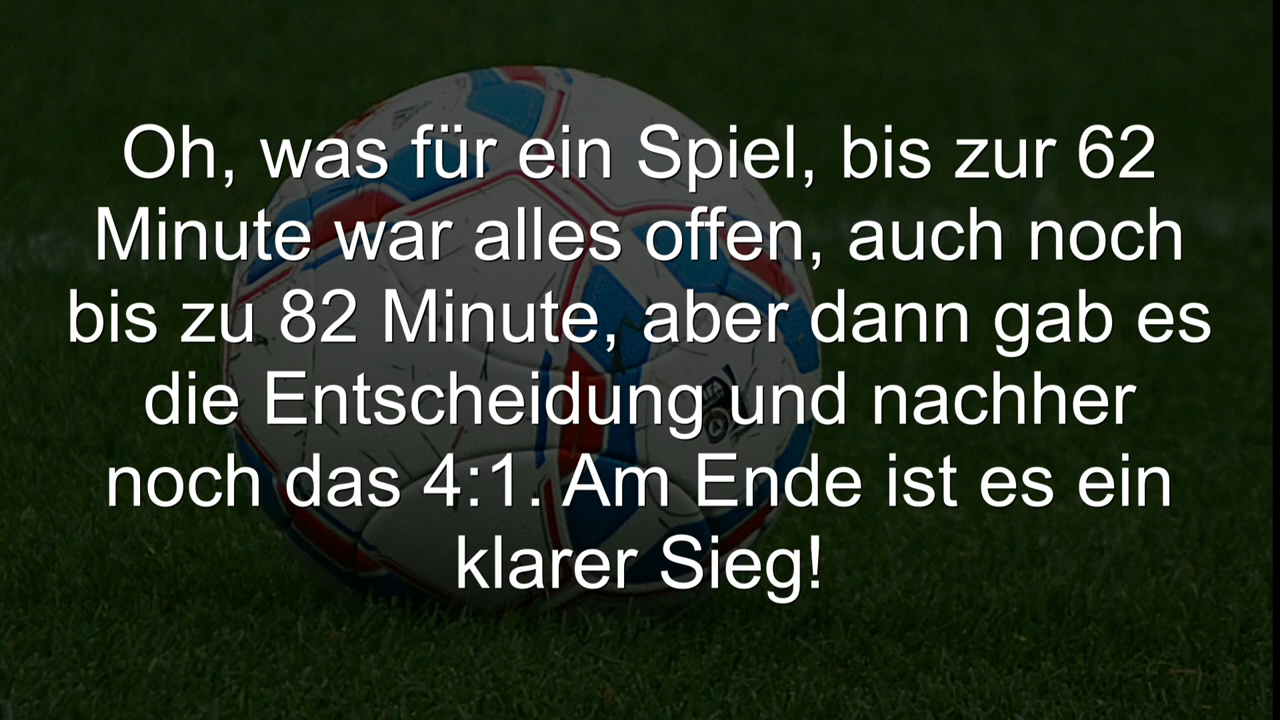 Oh, was für ein Spiel, bis zur 62
Minute war alles offen, auch noch
bis zu 82 Minute, aber dann gab es
die Entscheidung und nachher
noch das 4:1. Am Ende ist es ein
klarer Sieg!